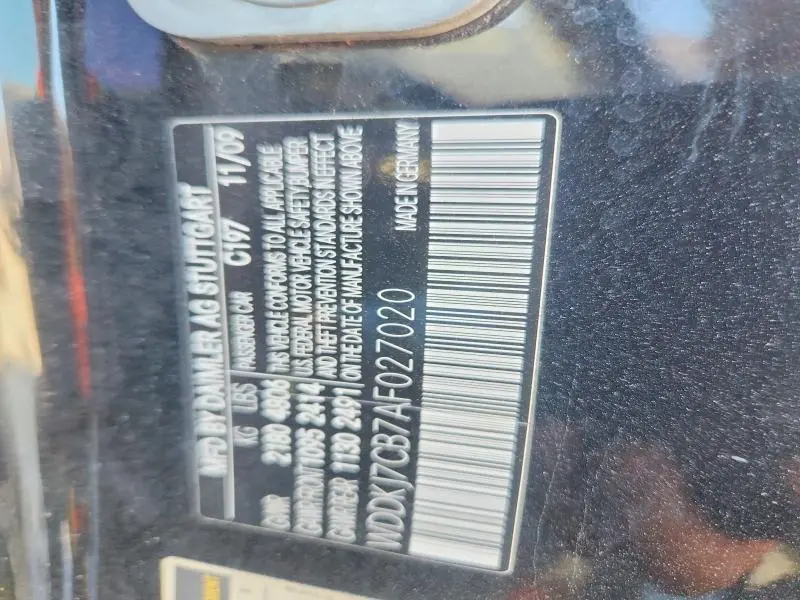 MFD BY DAIMLER AG STUTTGART
KG LBS PASSENGER CAR C197 11/09
GVWR 2180 4806 THIS VEHICLE CONFORMS TO ALL APPLICABLE
GAWR FRONT 1095 2414 U.S. FEDERAL MOTOR VEHICLE SAFETY, BUMPER
GAWR REAR 1130 2491 AND THEFT PREVENTION STANDARDS IN EFFECT
ON THE DATE OF MANUFACTURE SHOWN ABOVE
WDDKJ7CB7AF027020 MADE IN GERMANY